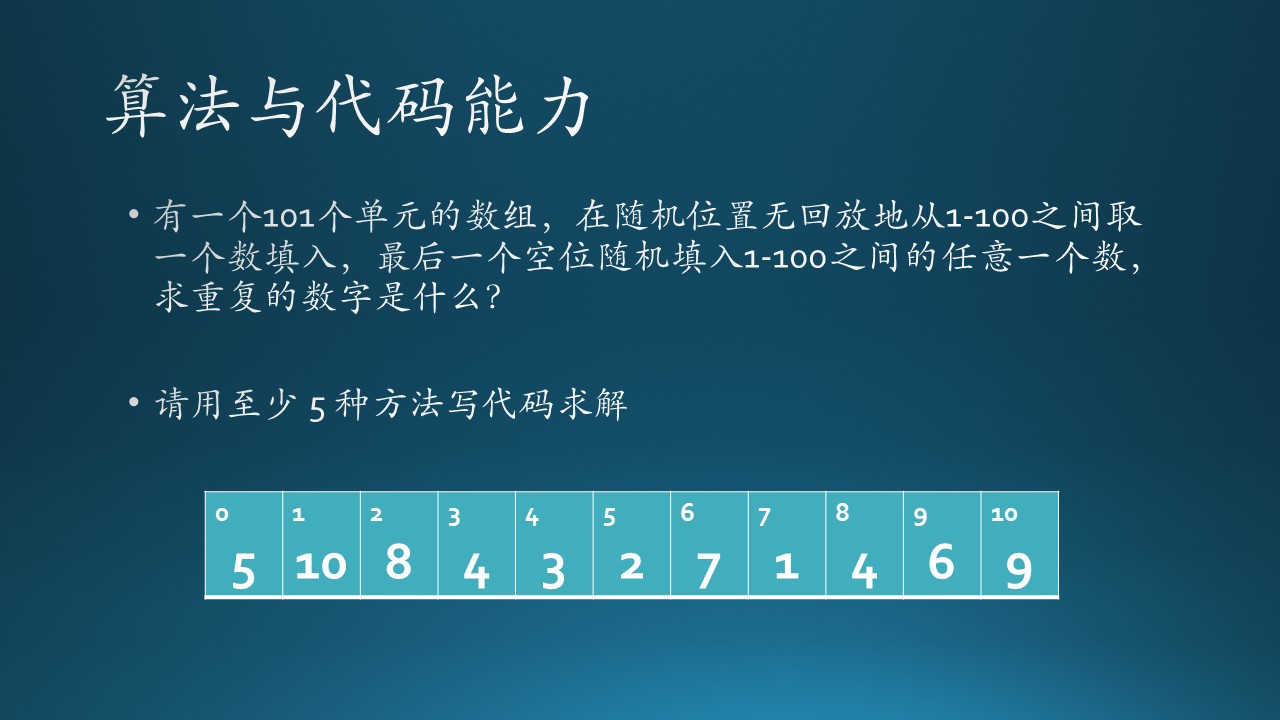 算法与代码能力
• 有一个101个单元的数组，在随机位置无回放地从1-100之间取
一个数填入，最后一个空位随机填入1-100之间的任意一个数，
求重复的数字是什么？
• 请用至少 5 种方法写代码求解
0 1 2 3 4 5 6 7 8 9 10
5 10 8 4 3 2 7 1 4 6 9